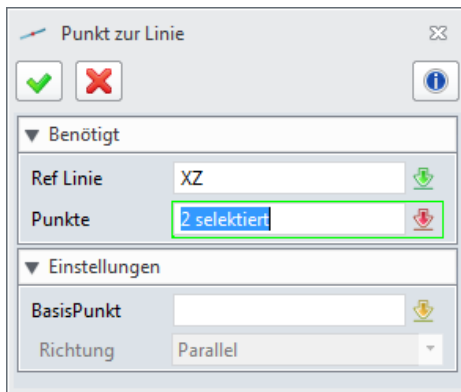 Punkt zur Linie
Benötigt
Ref Linie XZ
Punkte 2 selektiert
Einstellungen
BasisPunkt
Richtung Parallel